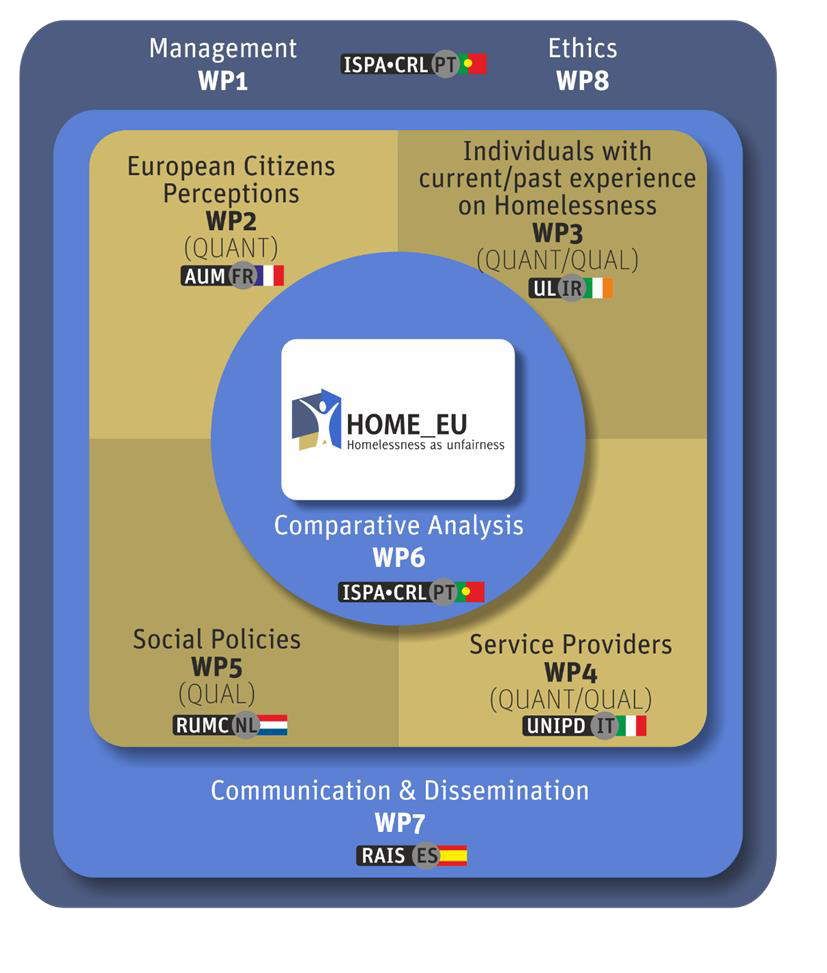 Management
WP1
ISPA•CRL PT
Ethics
WP8
European Citizens
Perceptions
WP2
(QUANT)
AUM FR
Individuals with
current/past experience
on Homelessness
WP3
(QUANT/QUAL)
UL IR
HOME_EU
Homelessness as unfairness
Comparative Analysis
WP6
ISPA•CRL PT
Social Policies
WP5
(QUAL)
RUMC NL
Service Providers
WP4
(QUANT/QUAL)
UNIPD IT
Communication & Dissemination
WP7
RAIS ES